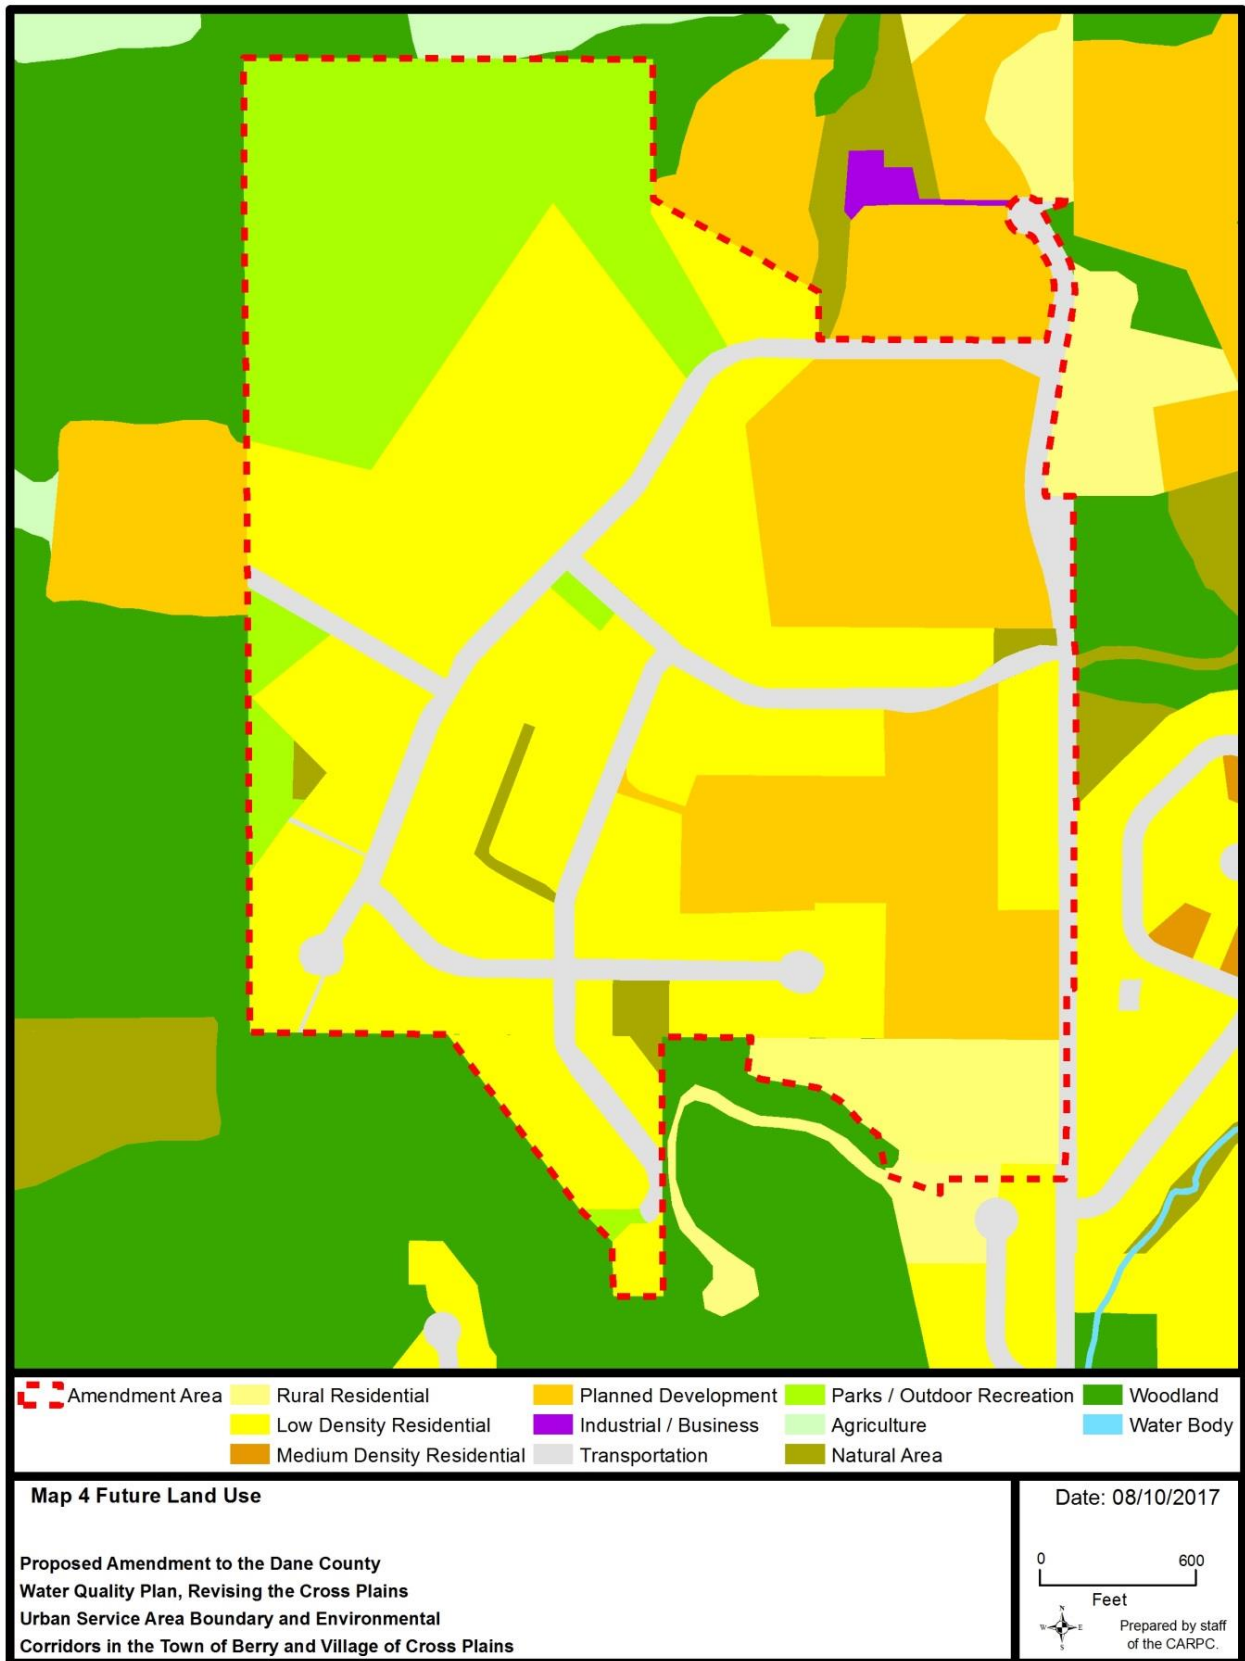 Amendment Area
Rural Residential
Low Density Residential
Medium Density Residential
Planned Development
Industrial / Business
Transportation
Parks / Outdoor Recreation
Agriculture
Natural Area
Woodland
Water Body
Map 4 Future Land Use
Proposed Amendment to the Dane County
Water Quality Plan, Revising the Cross Plains
Urban Service Area Boundary and Environmental
Corridors in the Town of Berry and Village of Cross Plains
Date: 08/10/2017
0 600
Feet
N
W E
S
Prepared by staff
of the CARPC.